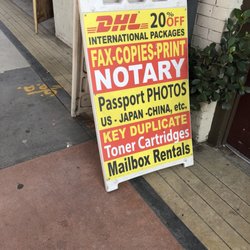 DHL 20% OFF
INTERNATIONAL PACKAGES
FAX-COPIES-PRINT
NOTARY
Passport PHOTOS
US - JAPAN -CHINA, etc.
KEY DUPLICATE
Toner Cartridges
Mailbox Rentals